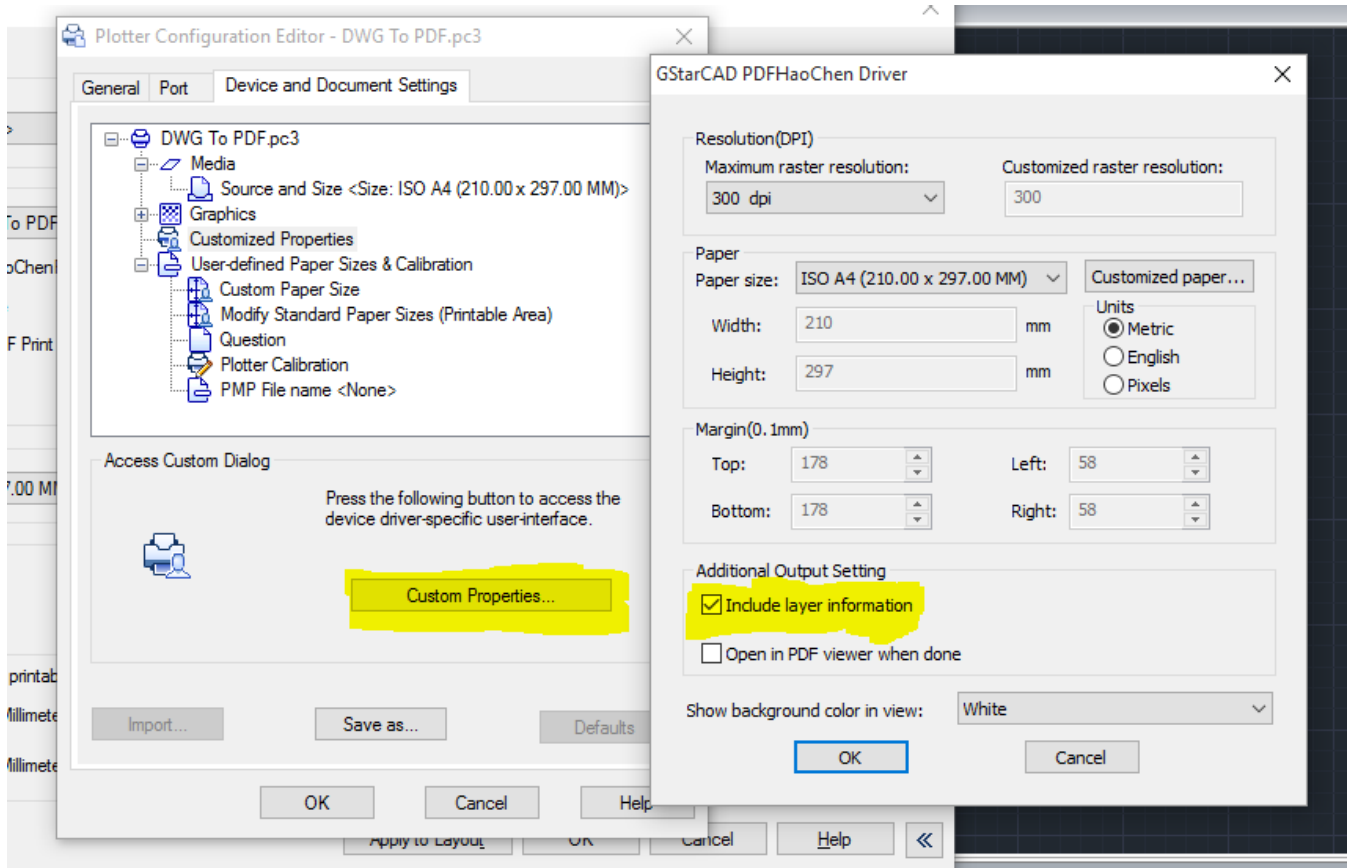 Plotter Configuration Editor - DWG To PDF.pc3
General Port Device and Document Settings
DWG To PDF.pc3
Media
Source and Size <Size: ISO A4 (210.00 x 297.00 MM)>
Graphics
Customized Properties
User-defined Paper Sizes & Calibration
Custom Paper Size
Modify Standard Paper Sizes (Printable Area)
Question
Plotter Calibration
PMP File name <None>
Access Custom Dialog
Press the following button to access the
device driver-specific user-interface.
Custom Properties...
Import... Save as... Defaults
OK Cancel Help
GStarCAD PDFHaoChen Driver
Resolution(DPI)
Maximum raster resolution: Customized raster resolution:
300 dpi 300
Paper
Paper size: ISO A4 (210.00 x 297.00 MM) Customized paper...
Units
Width: 210 mm Metric
English
Height: 297 mm
Pixels
Margin(0.1mm)
Top: 178 Left: 58
Bottom: 178 Right: 58
Additional Output Setting
Include layer information
Open in PDF viewer when done
Show background color in view: White
OK Cancel
To PDF
F Print
.00 M
printab
Millimete
Millimete
Apply to Layout OK Cancel Help